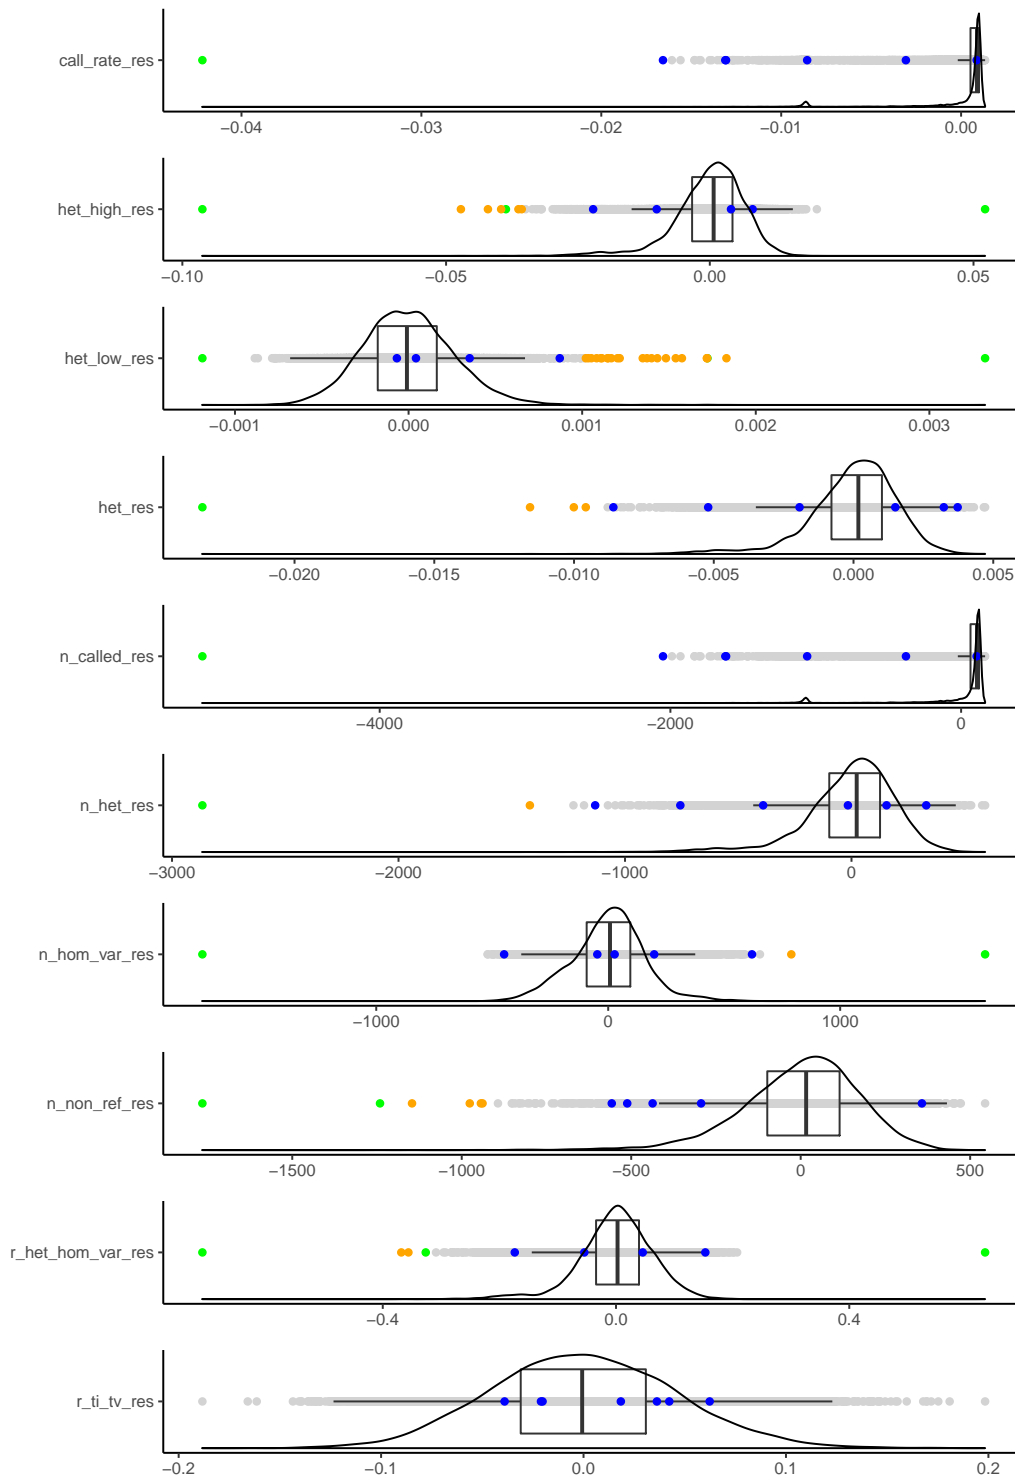 call_rate_res
−0.04 −0.03 −0.02 −0.01 0.00
het_high_res
−0.10 −0.05 0.00 0.05
het_low_res
−0.001 0.000 0.001 0.002 0.003
het_res
−0.020 −0.015 −0.010 −0.005 0.000 0.005
n_called_res
−4000 −2000 0
n_het_res
−3000 −2000 −1000 0
n_hom_var_res
−1000 0 1000
n_non_ref_res
−1500 −1000 −500 0 500
r_het_hom_var_res
−0.4 0.0 0.4
r_ti_tv_res
−0.2 −0.1 0.0 0.1 0.2